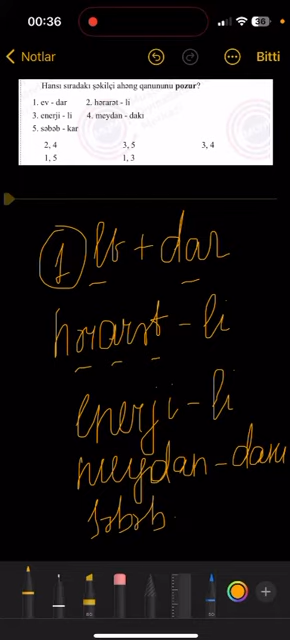 00:36
36
Notlar
Bitti
Hansı sıradakı şəkilçi ahəng qanununu pozur?
1. ev - dar 2. hərarət - li
3. enerji - li 4. meydan - dakı
5. səbəb - kar
2, 4 3, 5 3, 4
1, 5 1, 3
1 ev + dar
hərarət - li
enerji - li
meydan - dakı
səbəb